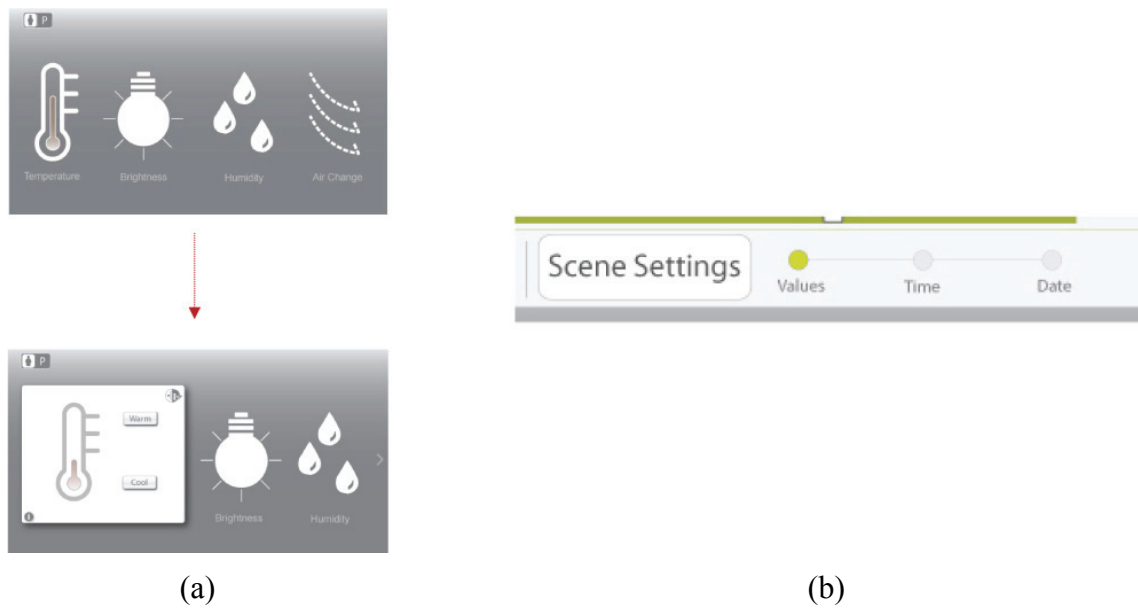 P
Temperature Brightness Humidity Air Change
P
Warm
Cool
Brightness Humidity
(a)
Scene Settings
Values Time Date
(b)